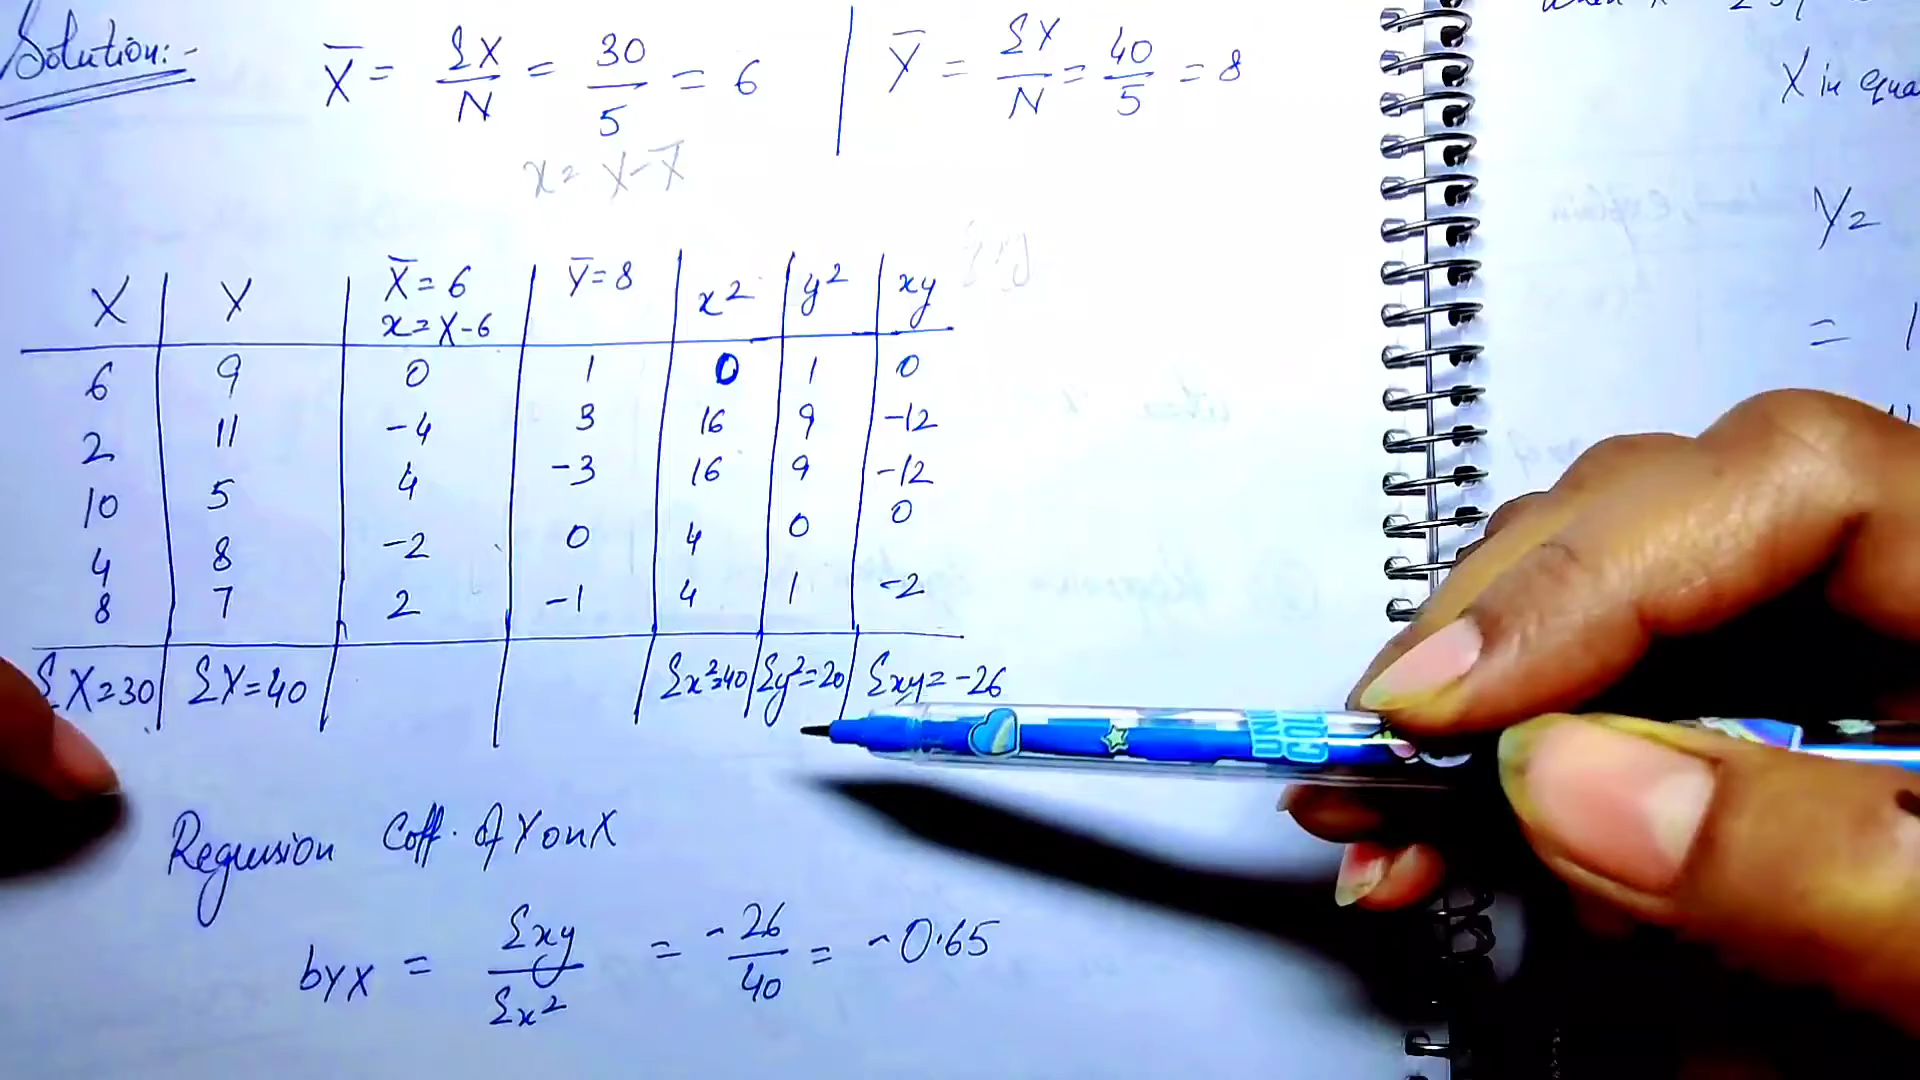 Solution:-
X̄ = ΣX/N = 30/5 = 6 | Ȳ = ΣY/N = 40/5 = 8
x = X-X̄
X | Y | X̄=6 x=X-6 | Ȳ=8 | x² | y² | xy
6 | 9 | 0 | 1 | 0 | 1 | 0
2 | 11 | -4 | 3 | 16 | 9 | -12
10 | 5 | 4 | -3 | 16 | 9 | -12
4 | 8 | -2 | 0 | 4 | 0 | 0
8 | 7 | 2 | -1 | 4 | 1 | -2
ΣX=30 | ΣY=40 | | | Σx²=40 | Σy²=20 | Σxy=-26
Regression Coff. of Y on X
byx = Σxy/Σx² = -26/40 = -0.65
X in
Y=
=